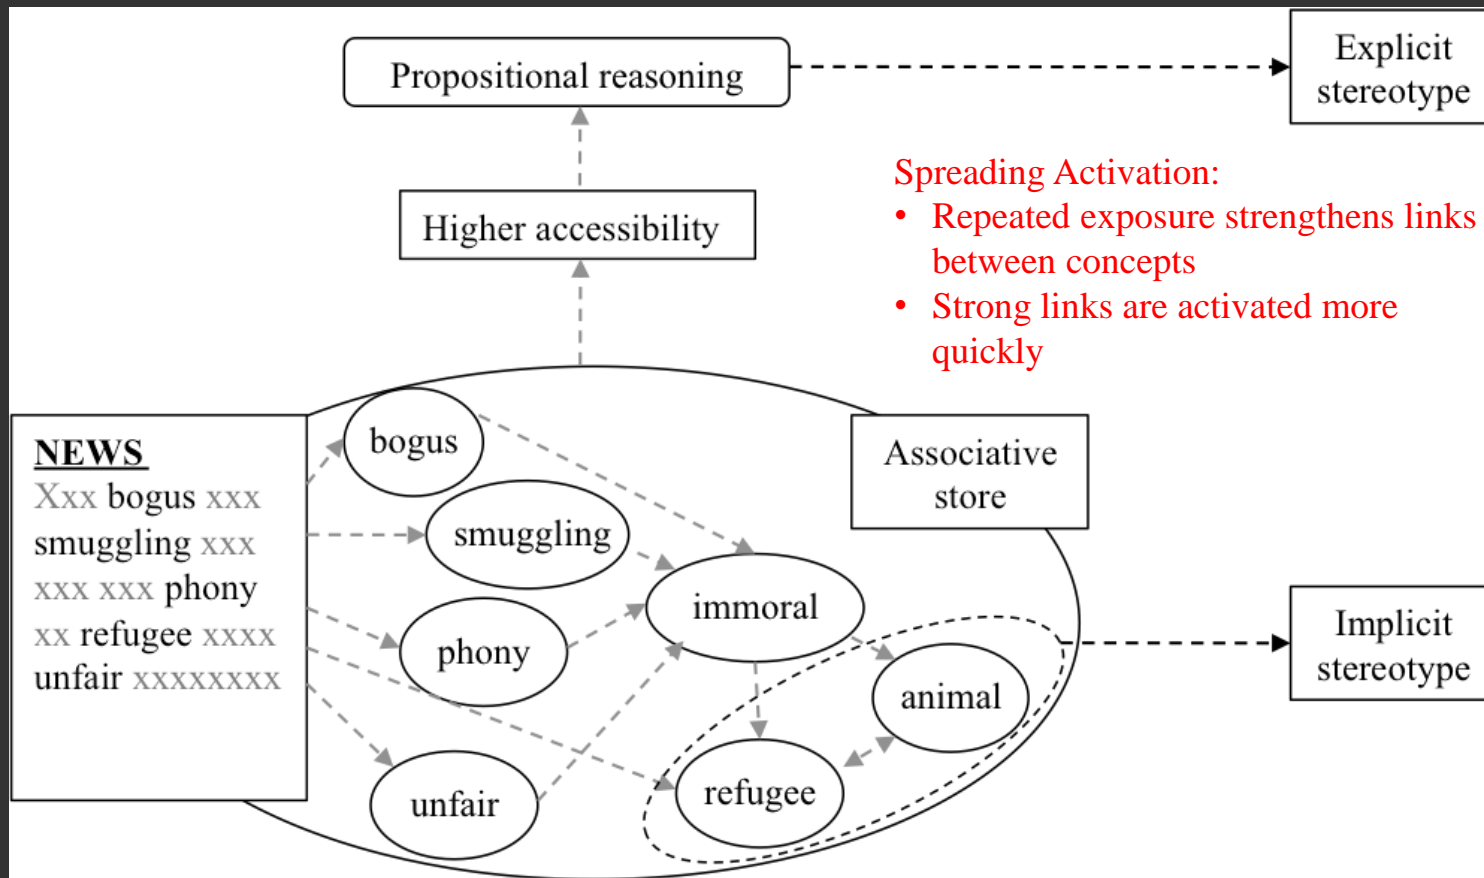 Propositional reasoning
Explicit
stereotype
Higher accessibility
Spreading Activation:
• Repeated exposure strengthens links
between concepts
• Strong links are activated more
quickly
NEWS
Xxx bogus xxx
smuggling xxx
xxx xxx phony
xx refugee xxxx
unfair xxxxxxxx
bogus
smuggling
phony
unfair
immoral
animal
refugee
Associative
store
Implicit
stereotype